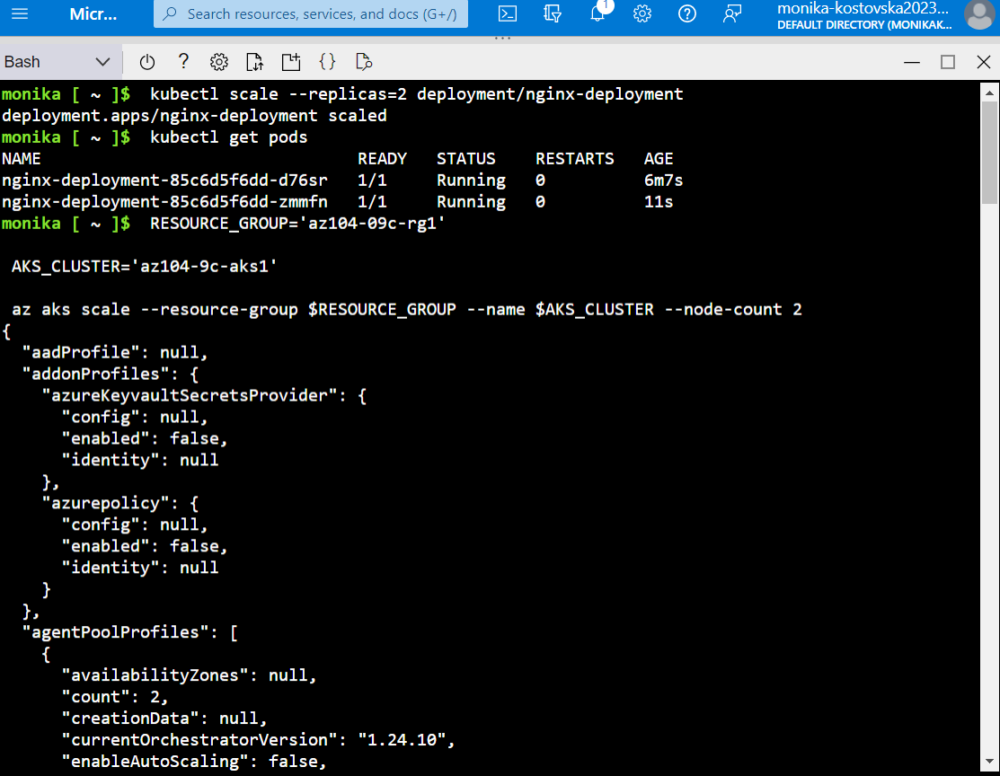 Micr...
Search resources, services, and docs (G+/)
1
monika-kostovska2023...
DEFAULT DIRECTORY (MONIKAK...
Bash
monika [ ~ ]$  kubectl scale --replicas=2 deployment/nginx-deployment
deployment.apps/nginx-deployment scaled
monika [ ~ ]$  kubectl get pods
NAME                                READY   STATUS    RESTARTS   AGE
nginx-deployment-85c6d5f6dd-d76sr   1/1     Running   0          6m7s
nginx-deployment-85c6d5f6dd-zmmfn   1/1     Running   0          11s
monika [ ~ ]$  RESOURCE_GROUP='az104-09c-rg1'
 AKS_CLUSTER='az104-9c-aks1'
 az aks scale --resource-group $RESOURCE_GROUP --name $AKS_CLUSTER --node-count 2
{
  "aadProfile": null,
  "addonProfiles": {
    "azureKeyvaultSecretsProvider": {
      "config": null,
      "enabled": false,
      "identity": null
    },
    "azurepolicy": {
      "config": null,
      "enabled": false,
      "identity": null
    }
  },
  "agentPoolProfiles": [
    {
      "availabilityZones": null,
      "count": 2,
      "creationData": null,
      "currentOrchestratorVersion": "1.24.10",
      "enableAutoScaling": false,